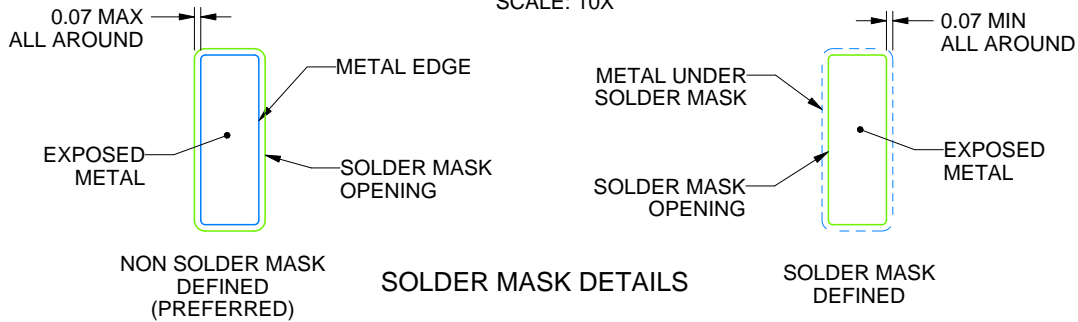 SCALE: 10X
0.07 MAX
ALL AROUND
METAL EDGE
EXPOSED
METAL
SOLDER MASK
OPENING
NON SOLDER MASK
DEFINED
(PREFERRED)
SOLDER MASK DETAILS
0.07 MIN
ALL AROUND
METAL UNDER
SOLDER MASK
SOLDER MASK
OPENING
EXPOSED
METAL
SOLDER MASK
DEFINED